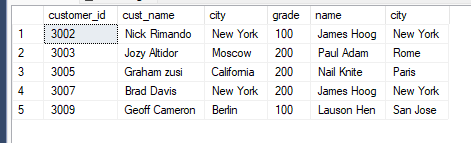 customer_id cust_name city grade name city
1 3002 Nick Rimando New York 100 James Hoog New York
2 3003 Jozy Altidor Moscow 200 Paul Adam Rome
3 3005 Graham zusi California 200 Nail Knite Paris
4 3007 Brad Davis New York 200 James Hoog New York
5 3009 Geoff Cameron Berlin 100 Lauson Hen San Jose